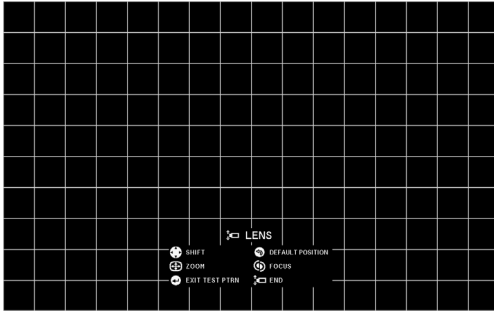 LENS
SHIFT DEFAULT POSITION
ZOOM FOCUS
EXIT TEST PTRN END